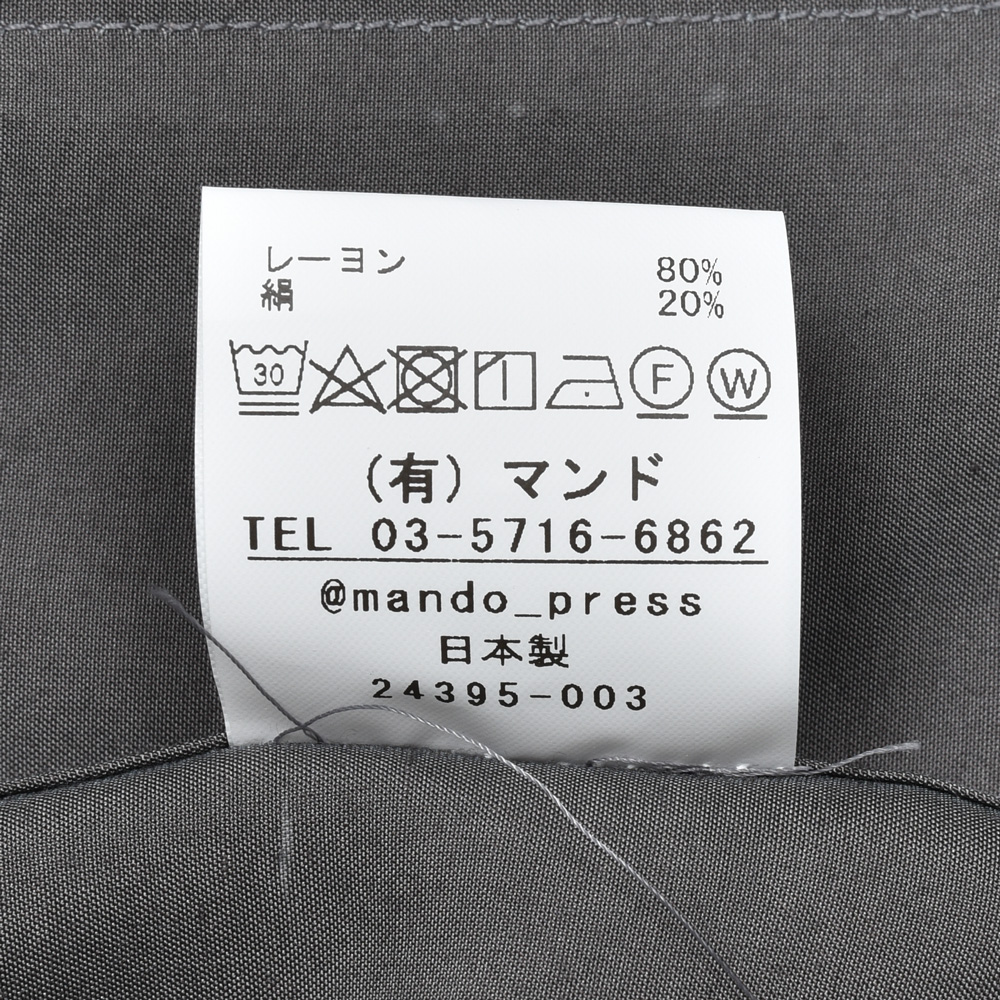 レーヨン 80%
絹 20%
30 F W
(有) マンド
TEL 03-5716-6862
@mando_press
日本製
24395-003